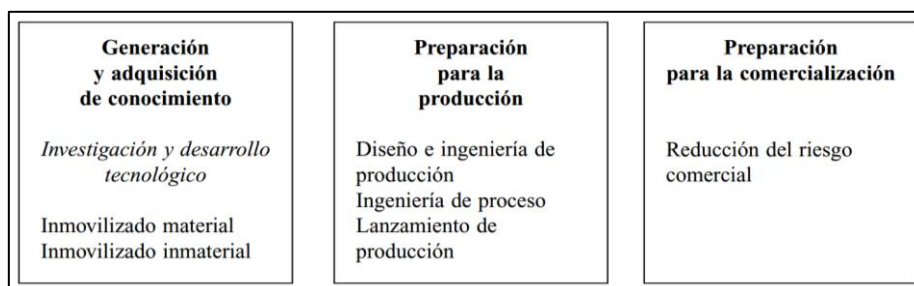 Generación
y adquisición
de conocimiento
Investigación y desarrollo
tecnológico
Inmovilizado material
Inmovilizado inmaterial
Preparación
para la
producción
Diseño e ingeniería de
producción
Ingeniería de proceso
Lanzamiento de
producción
Preparación
para la comercialización
Reducción del riesgo
comercial